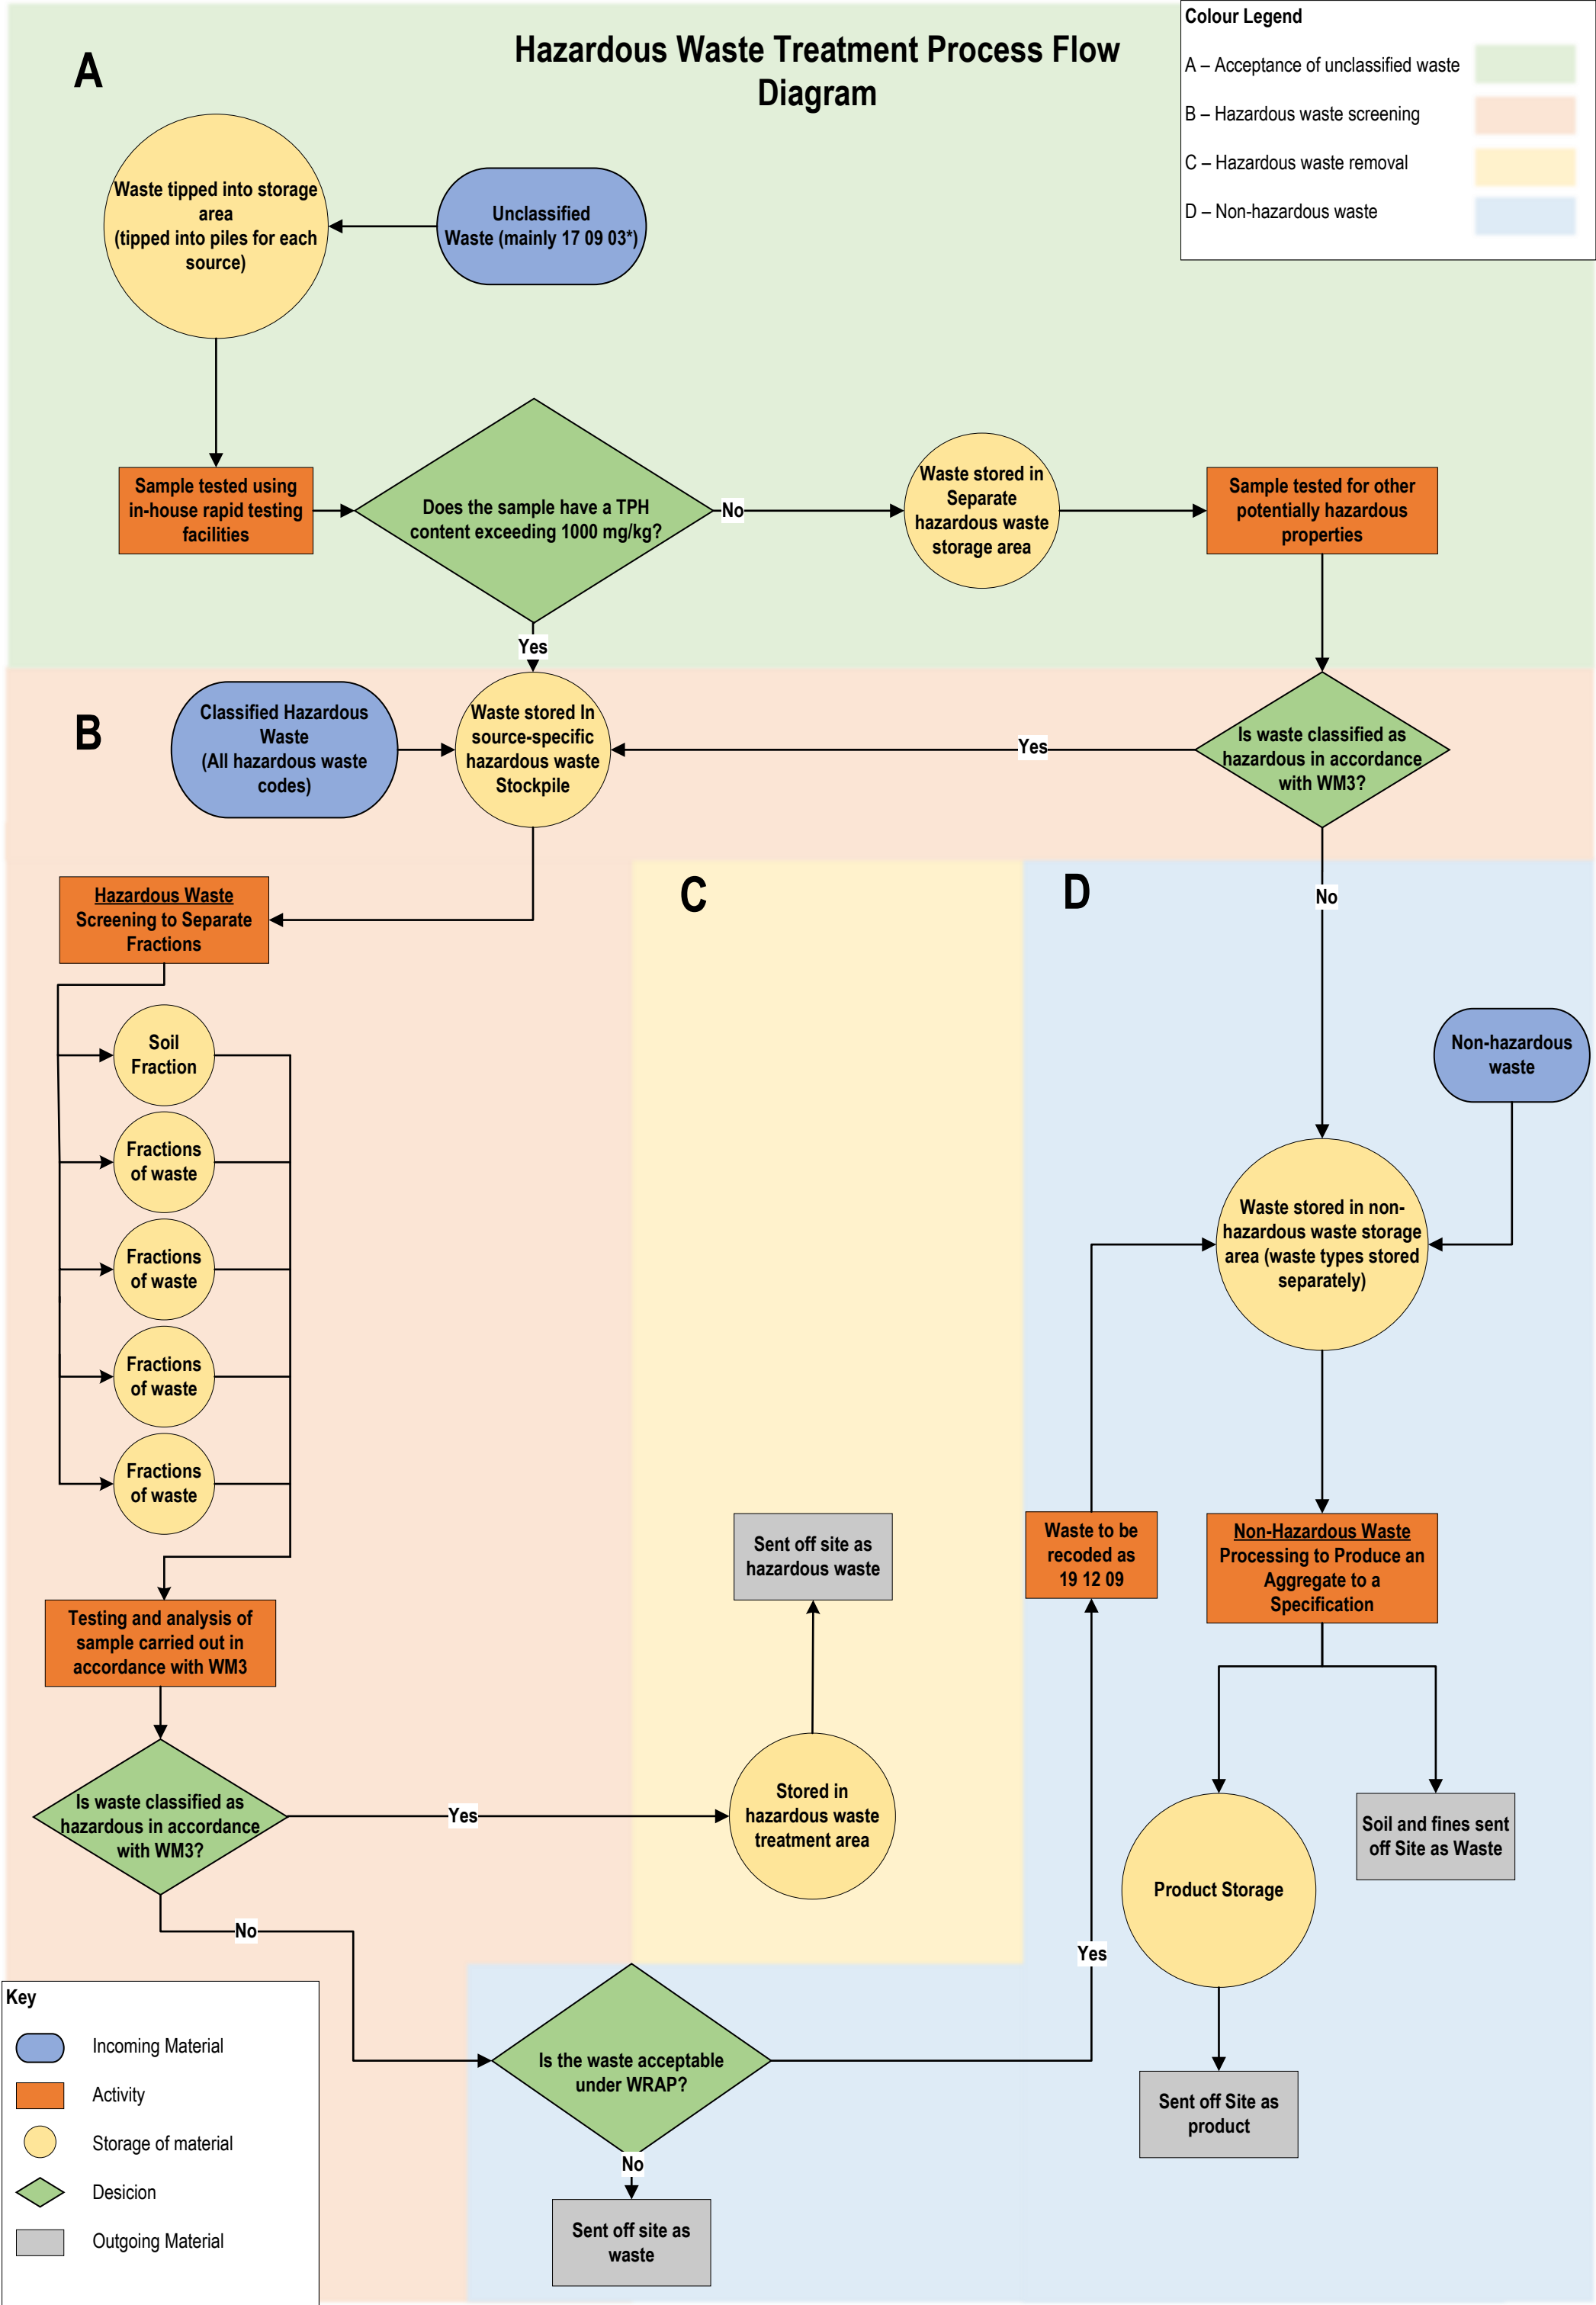 Hazardous Waste Treatment Process Flow
Diagram
Colour Legend
A – Acceptance of unclassified waste
B – Hazardous waste screening
C – Hazardous waste removal
D – Non-hazardous waste
A
Waste tipped into storage
area
(tipped into piles for each
source)
Unclassified
Waste (mainly 17 09 03*)
Sample tested using
in-house rapid testing
facilities
Does the sample have a TPH
content exceeding 1000 mg/kg?
No
Waste stored in
Separate
hazardous waste
storage area
Sample tested for other
potentially hazardous
properties
Yes
B
Classified Hazardous
Waste
(All hazardous waste
codes)
Waste stored In
source-specific
hazardous waste
Stockpile
Yes
Is waste classified as
hazardous in accordance
with WM3?
No
Hazardous Waste
Screening to Separate
Fractions
C
D
Soil
Fraction
Fractions
of waste
Fractions
of waste
Fractions
of waste
Fractions
of waste
Non-hazardous
waste
Waste stored in non-
hazardous waste storage
area (waste types stored
separately)
Sent off site as
hazardous waste
Waste to be
recoded as
19 12 09
Non-Hazardous Waste
Processing to Produce an
Aggregate to a
Specification
Testing and analysis of
sample carried out in
accordance with WM3
Is waste classified as
hazardous in accordance
with WM3?
Yes
Stored in
hazardous waste
treatment area
Product Storage
Soil and fines sent
off Site as Waste
No
Yes
Is the waste acceptable
under WRAP?
No
Sent off site as
waste
Sent off Site as
product
Key
Incoming Material
Activity
Storage of material
Desicion
Outgoing Material